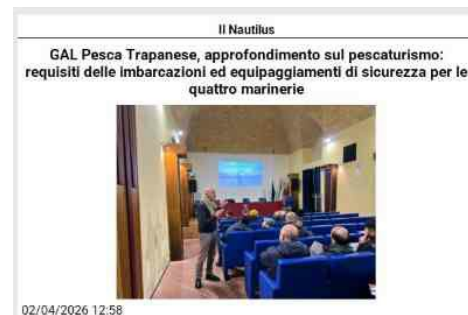 Il Nautilus
GAL Pesca Trapanese, approfondimento sul pescaturismo:
requisiti delle imbarcazioni ed equipaggiamenti di sicurezza per le
quattro marinerie
02/04/2026 12:58